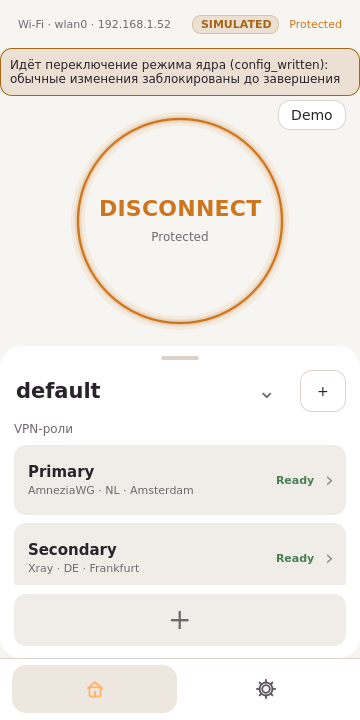 Wi-Fi · wlan0 · 192.168.1.52
SIMULATED
Protected
Идёт переключение режима ядра (config_written):
обычные изменения заблокированы до завершения
Demo
DISCONNECT
Protected
default
+
VPN-роли
Primary
AmneziaWG · NL · Amsterdam
Ready
Secondary
Xray · DE · Frankfurt
Ready
+